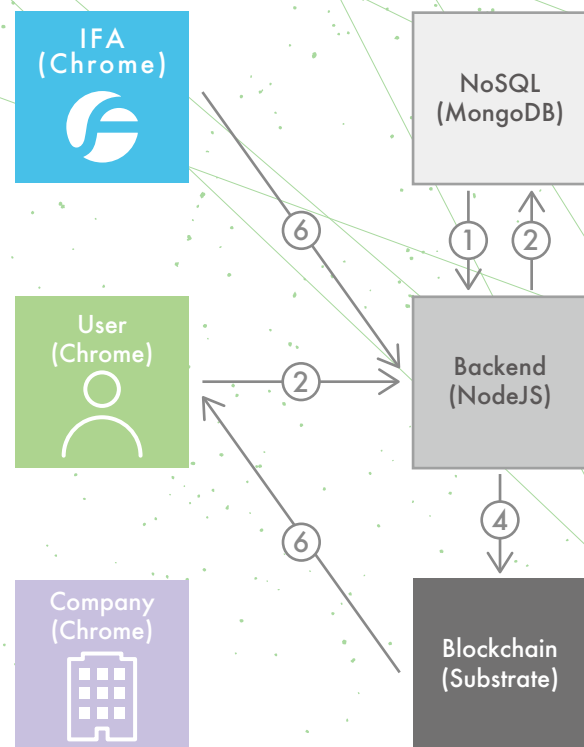 IFA
(Chrome)
NoSQL
(MongoDB)
6
1
2
User
(Chrome)
2
Backend
(NodeJS)
6
4
Company
(Chrome)
Blockchain
(Substrate)